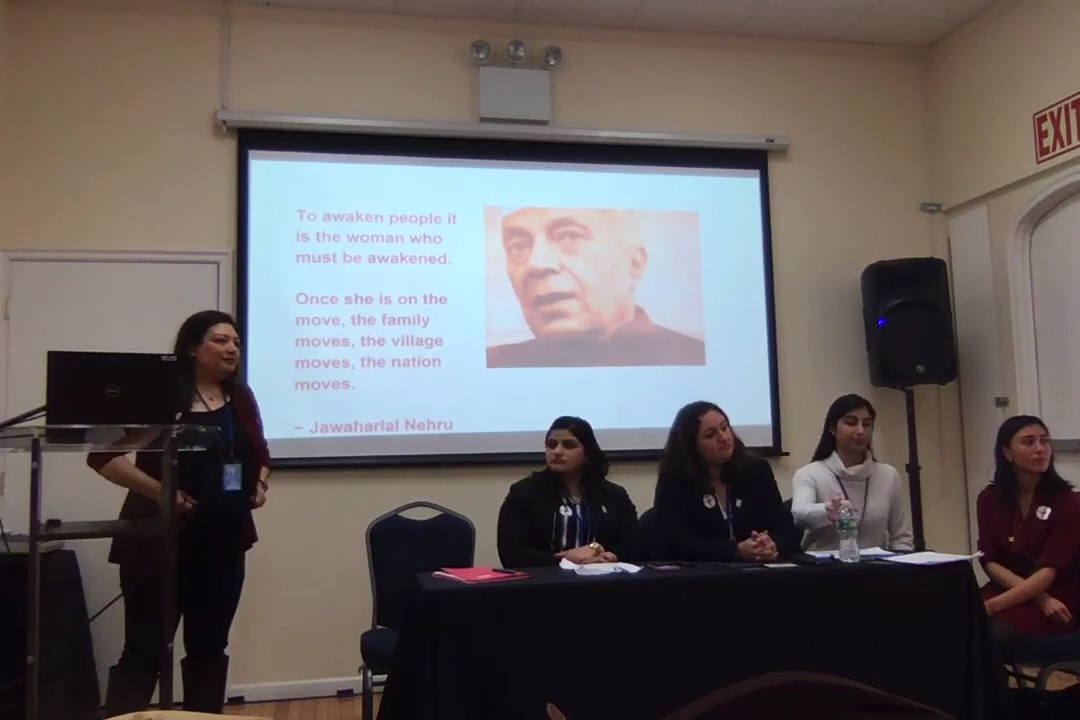 To awaken people it
is the woman who
must be awakened.
Once she is on the
move, the family
moves, the village
moves, the nation
moves.
~ Jawaharlal Nehru
EXIT
DELL